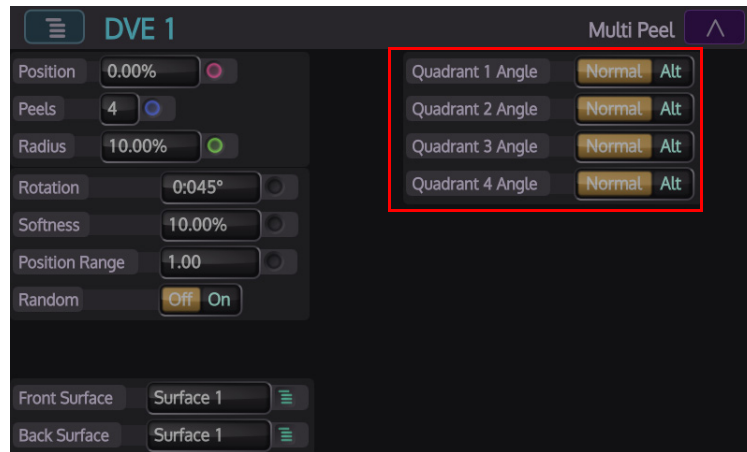 DVE 1
Multi Peel
Position 0.00%
Peels 4
Radius 10.00%
Rotation 0:045°
Softness 10.00%
Position Range 1.00
Random Off On
Front Surface Surface 1
Back Surface Surface 1
Quadrant 1 Angle Normal Alt
Quadrant 2 Angle Normal Alt
Quadrant 3 Angle Normal Alt
Quadrant 4 Angle Normal Alt